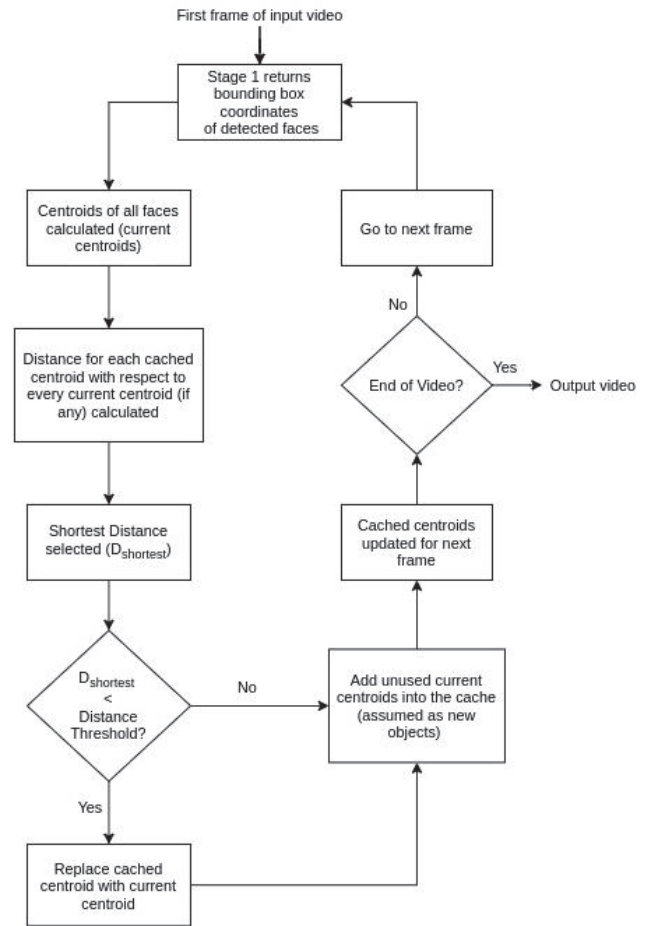 First frame of input video
Stage 1 returns
bounding box
coordinates
of detected faces
Centroids of all faces
calculated (current
centroids)
Distance for each cached
centroid with respect to
every current centroid (if
any) calculated
Shortest Distance
selected (Dshortest)
Dshortest
<
Distance
Threshold?
No
Yes
Replace cached
centroid with current
centroid
Add unused current
centroids into the cache
(assumed as new
objects)
Cached centroids
updated for next
frame
End of Video?
Yes
Output video
No
Go to next frame